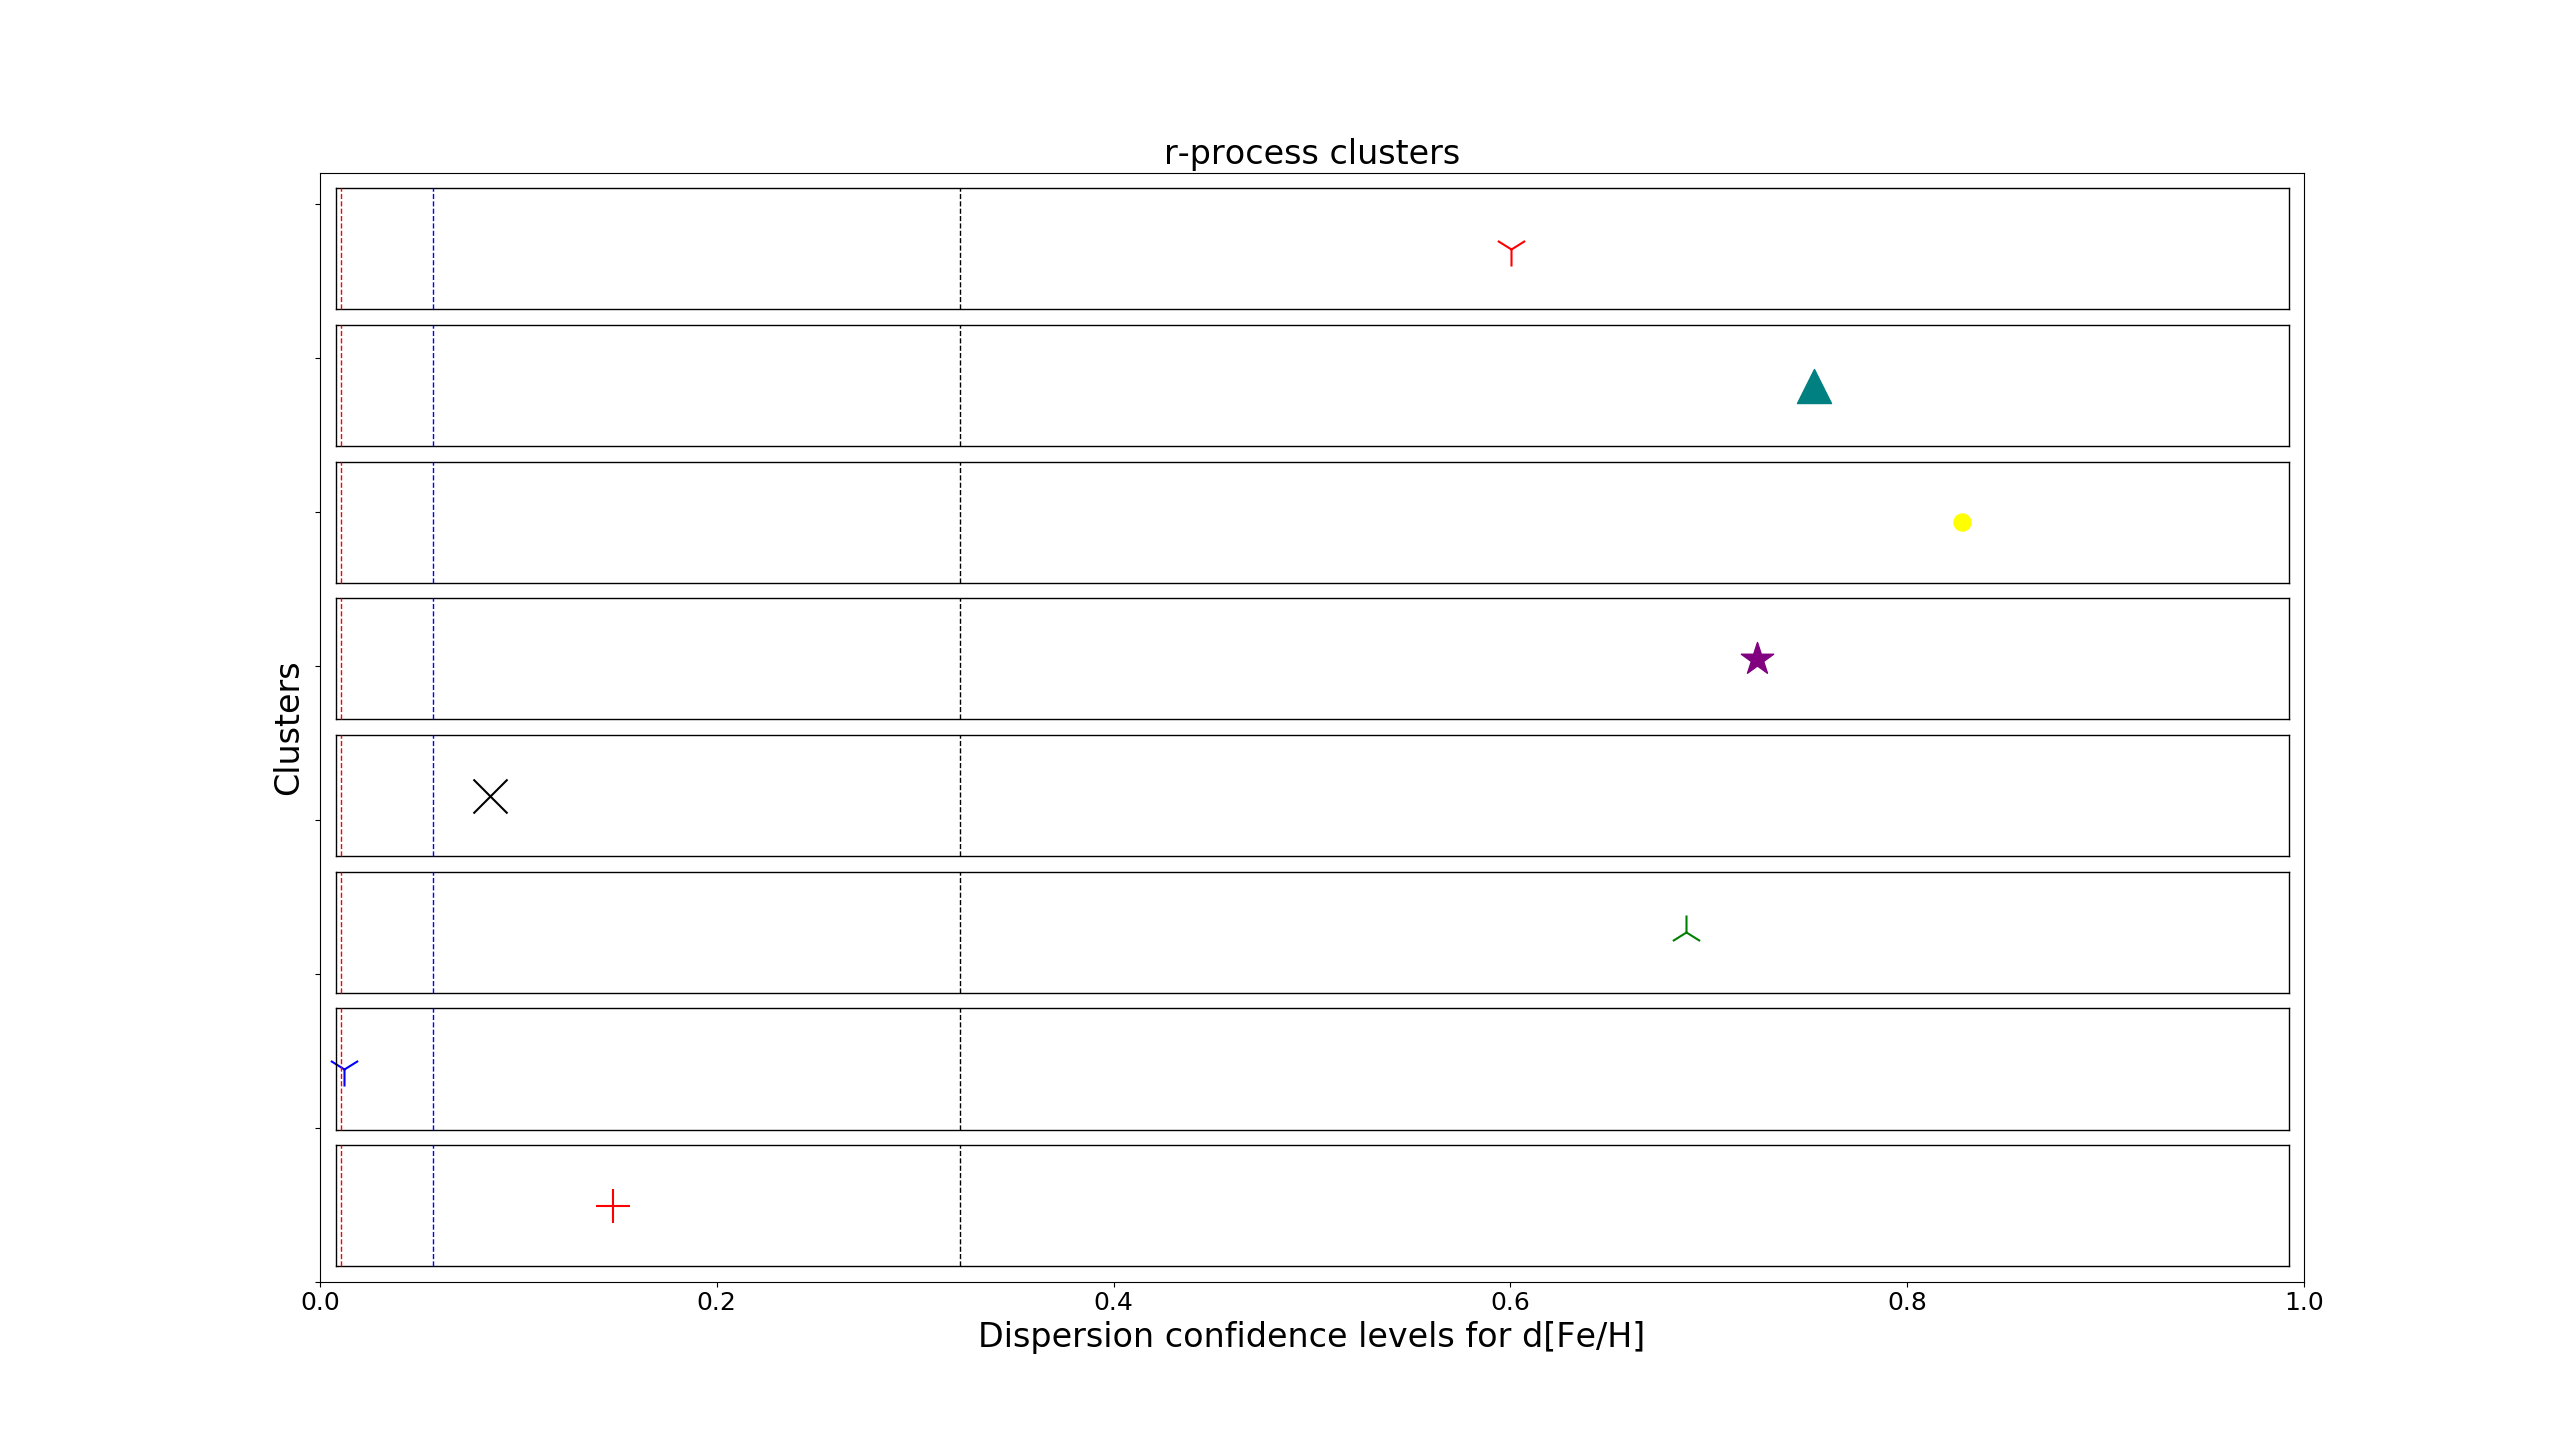 r-process clusters
Clusters
0.0 0.2 0.4 0.6 0.8 1.0
Dispersion confidence levels for d[Fe/H]